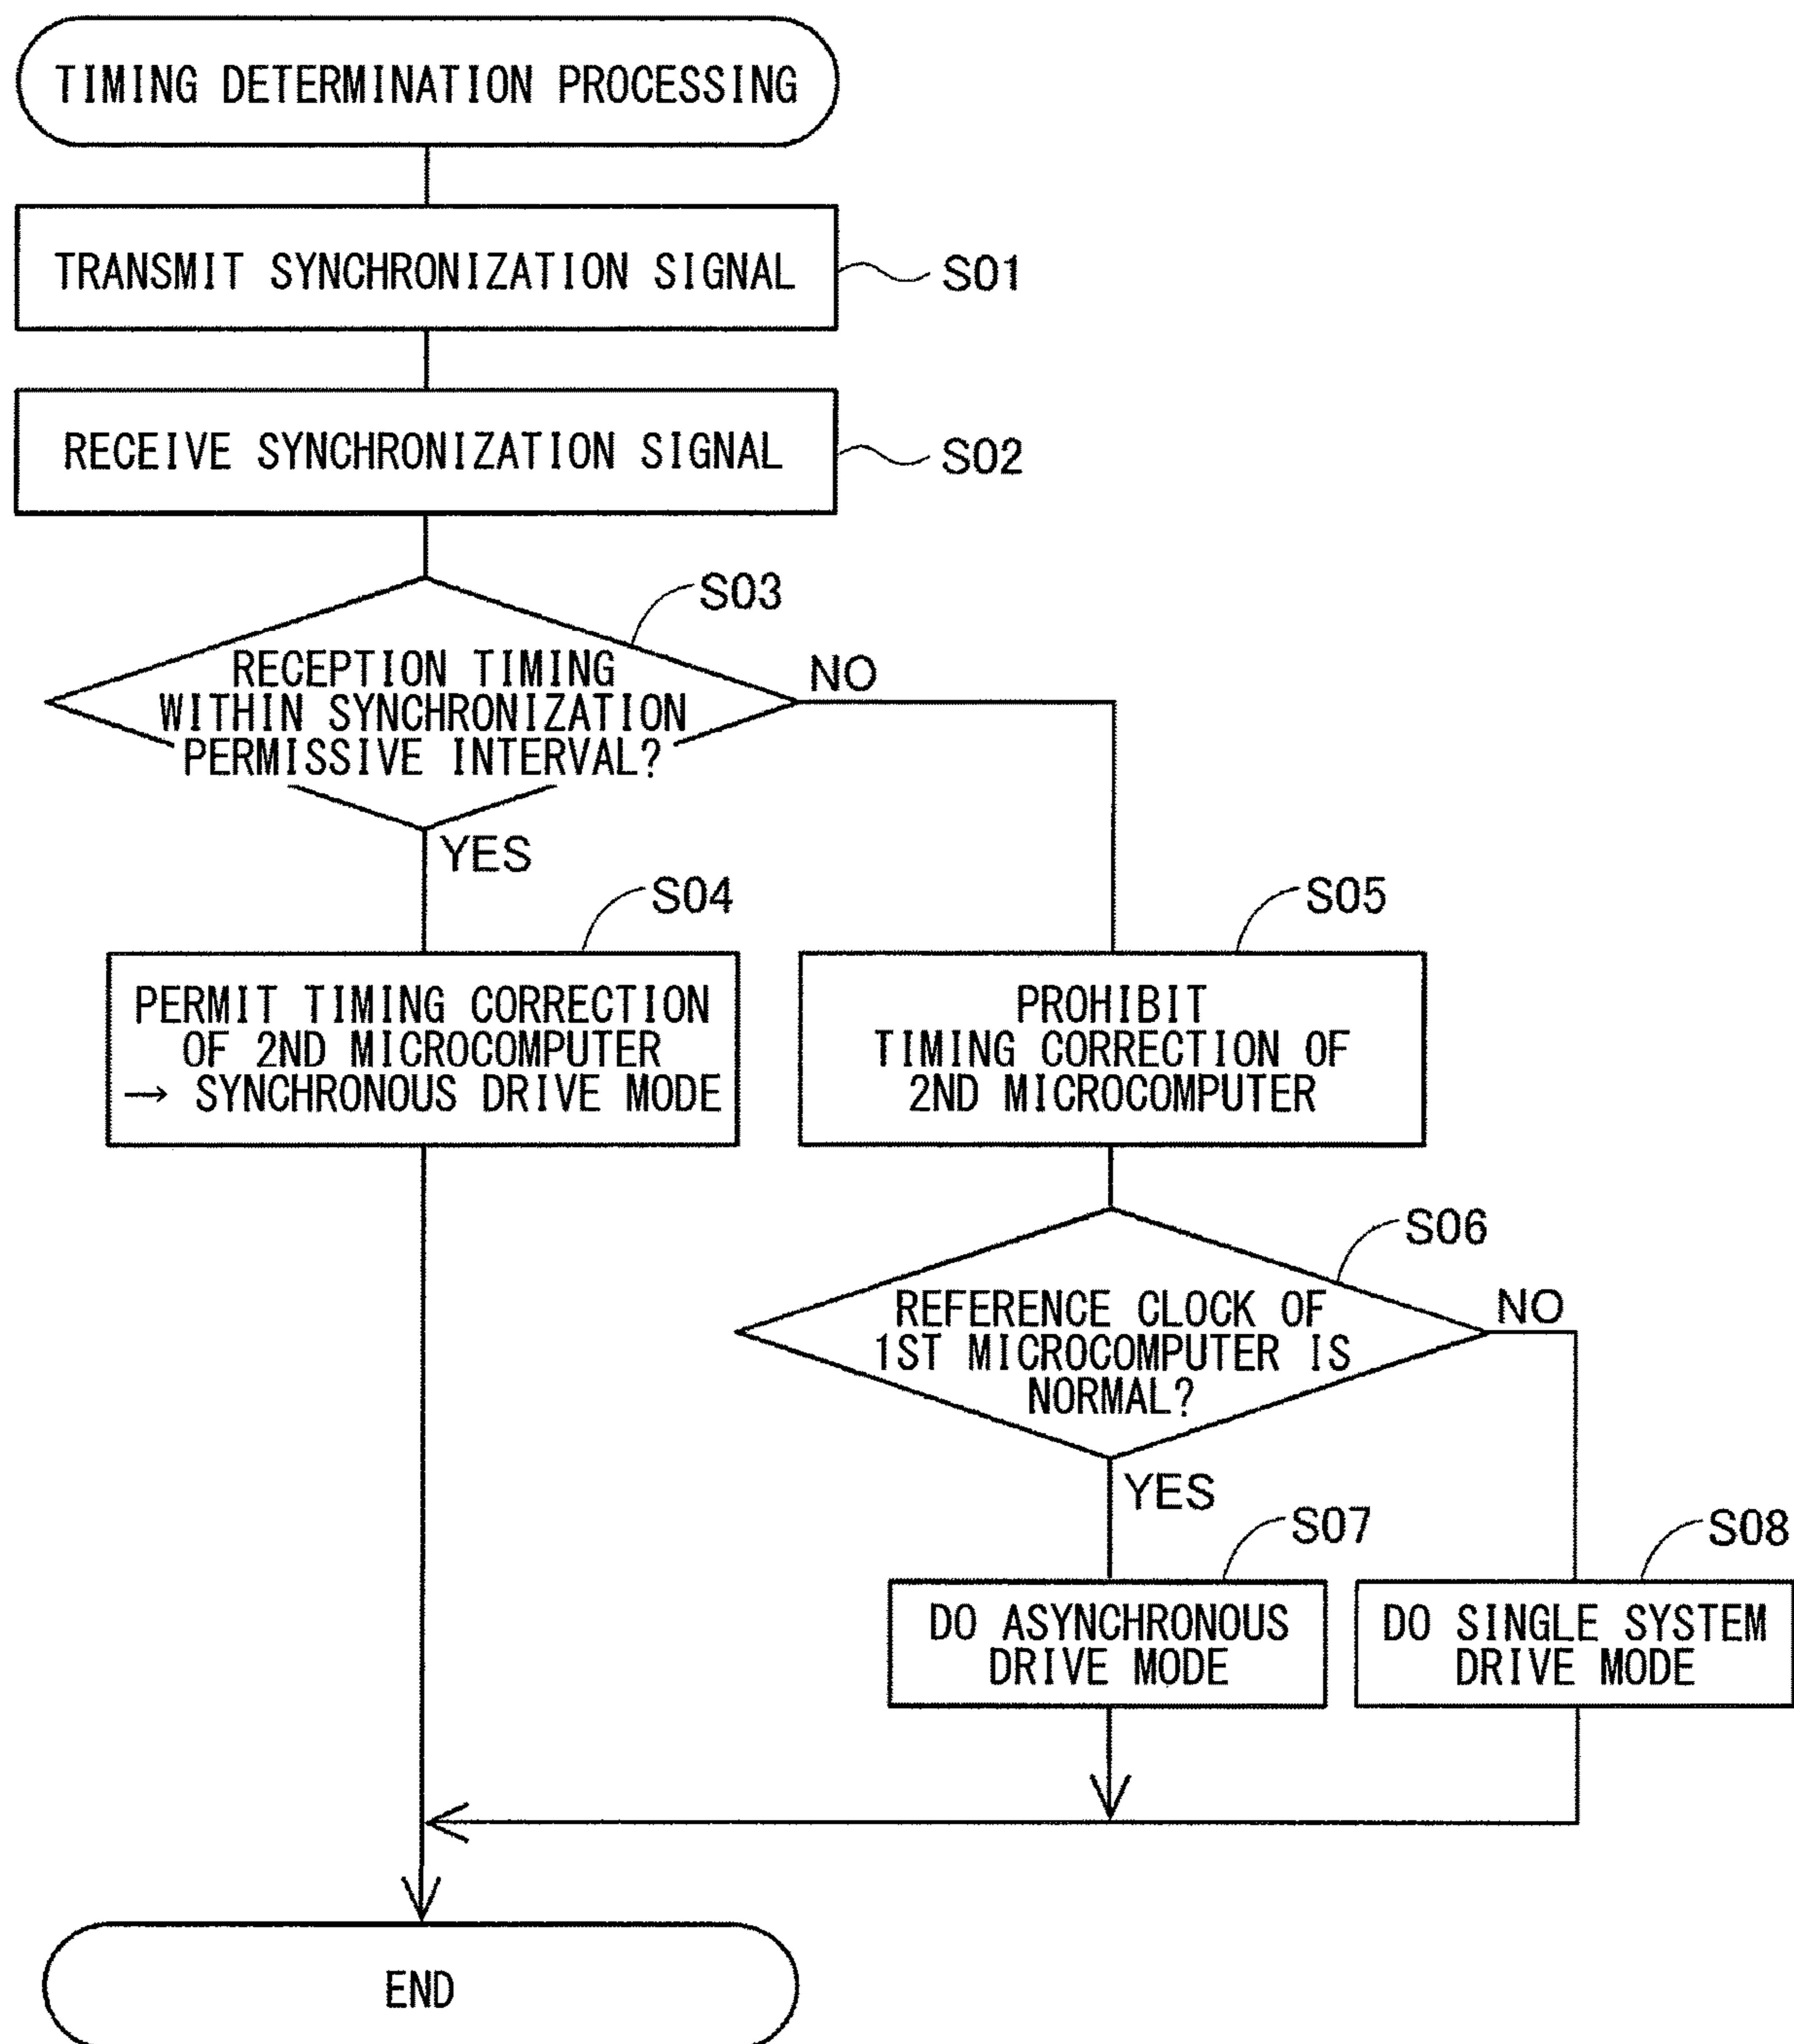 TIMING DETERMINATION PROCESSING
TRANSMIT SYNCHRONIZATION SIGNAL
S01
RECEIVE SYNCHRONIZATION SIGNAL
S02
S03
RECEPTION TIMING
WITHIN SYNCHRONIZATION
PERMISSIVE INTERVAL?
NO
YES
S04
PERMIT TIMING CORRECTION
OF 2ND MICROCOMPUTER
→ SYNCHRONOUS DRIVE MODE
S05
PROHIBIT
TIMING CORRECTION OF
2ND MICROCOMPUTER
S06
REFERENCE CLOCK OF
1ST MICROCOMPUTER IS
NORMAL?
NO
YES
S07
DO ASYNCHRONOUS
DRIVE MODE
S08
DO SINGLE SYSTEM
DRIVE MODE
END